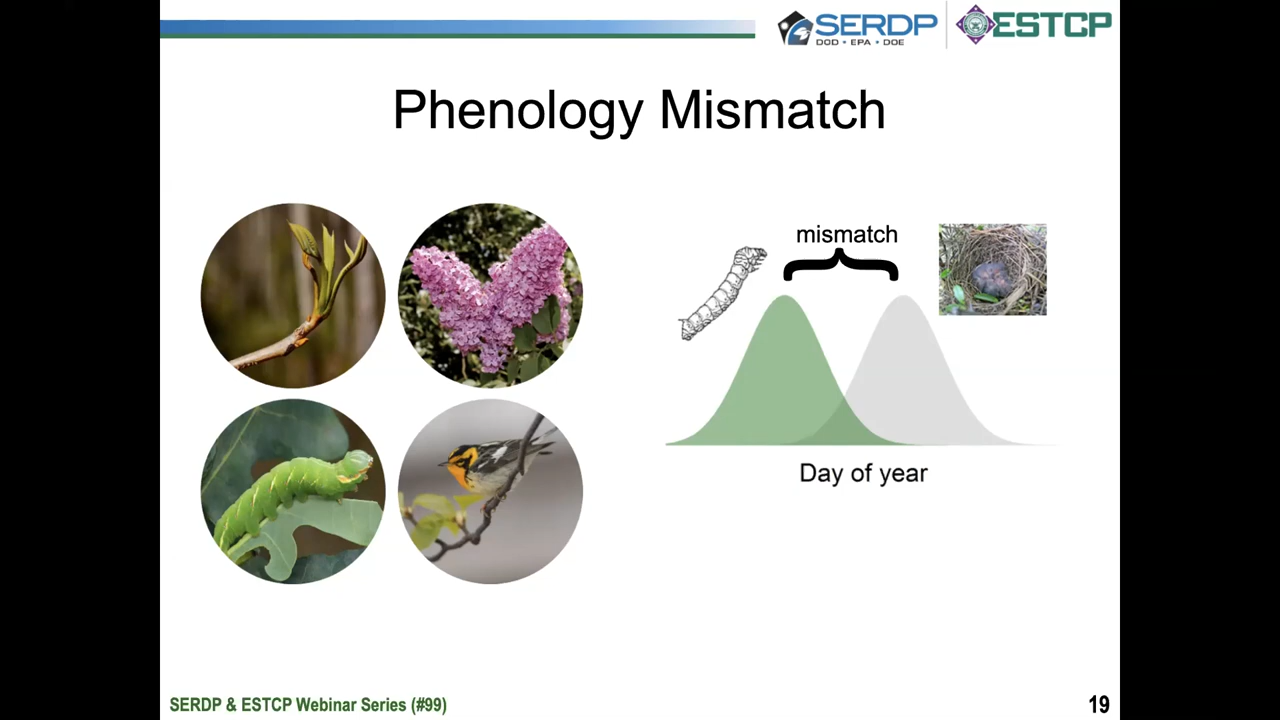 SERDP
DOD • EPA • DOE
ESTCP
Phenology Mismatch
mismatch
Day of year
SERDP & ESTCP Webinar Series (#99)
19